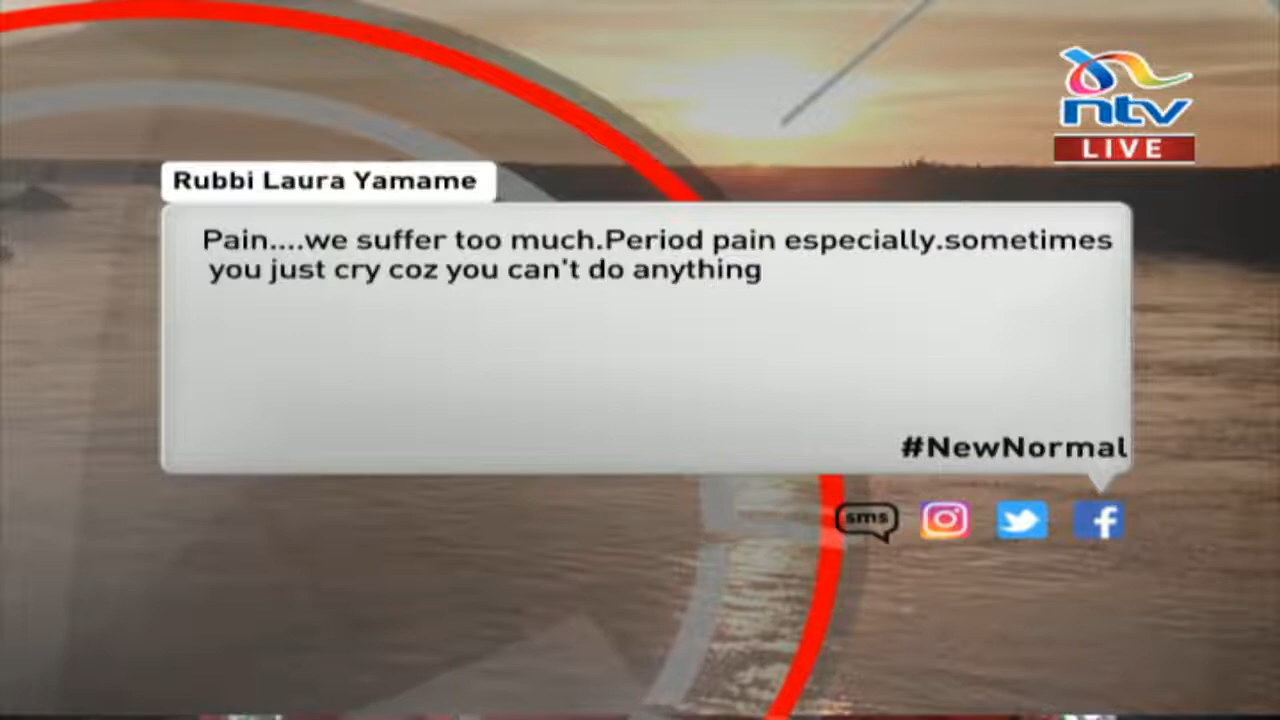 ntv
LIVE
Rubbi Laura Yamame
Pain....we suffer too much.Period pain especially.sometimes
you just cry coz you can't do anything
#NewNormal
sms